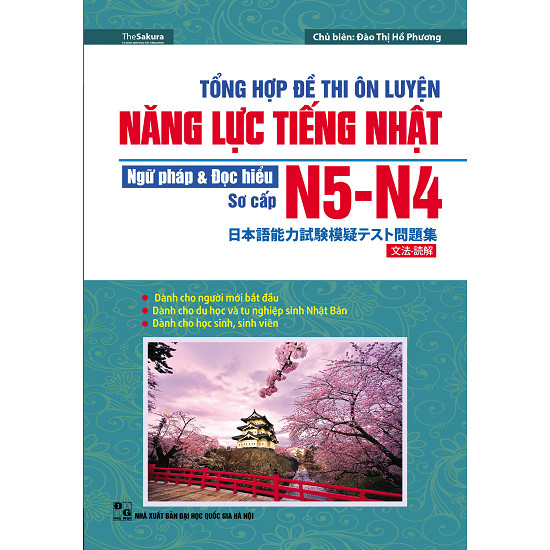 TheSakura
Chủ biên: Đào Thị Hồ Phương
TỔNG HỢP ĐỀ THI ÔN LUYỆN
NĂNG LỰC TIẾNG NHẬT
Ngữ pháp & Đọc hiểu
Sơ cấp
N5-N4
日本語能力試験模疑テスト問題集
文法·読解
Dành cho người mới bắt đầu
Dành cho du học và tu nghiệp sinh Nhật Bản
Dành cho học sinh, sinh viên
NHÀ XUẤT BẢN ĐẠI HỌC QUỐC GIA HÀ NỘI